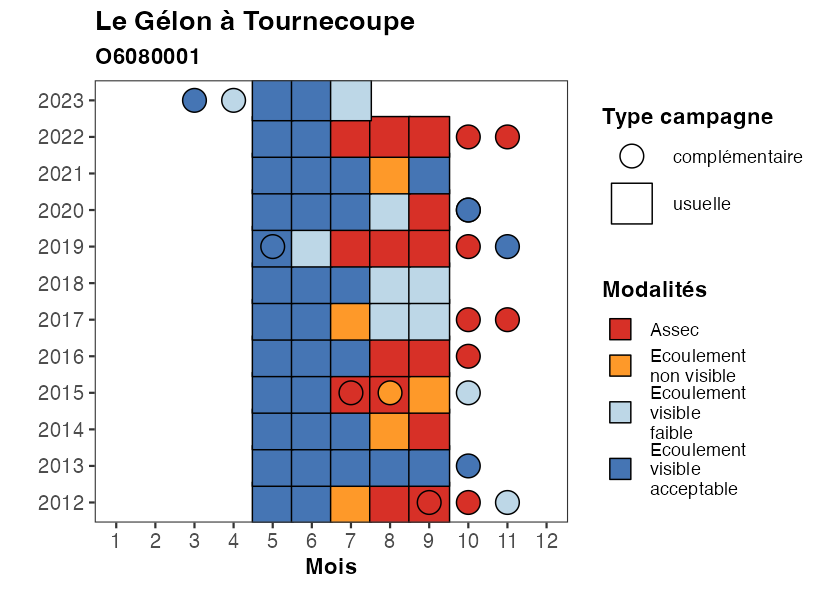 Le Gélon à Tournecoupe
O6080001
2023
2022
2021
2020
2019
2018
2017
2016
2015
2014
2013
2012
1 2 3 4 5 6 7 8 9 10 11 12
Mois
Type campagne
complémentaire
usuelle
Modalités
Assec
Ecoulement
non visible
Ecoulement
visible
faible
Ecoulement
visible
acceptable